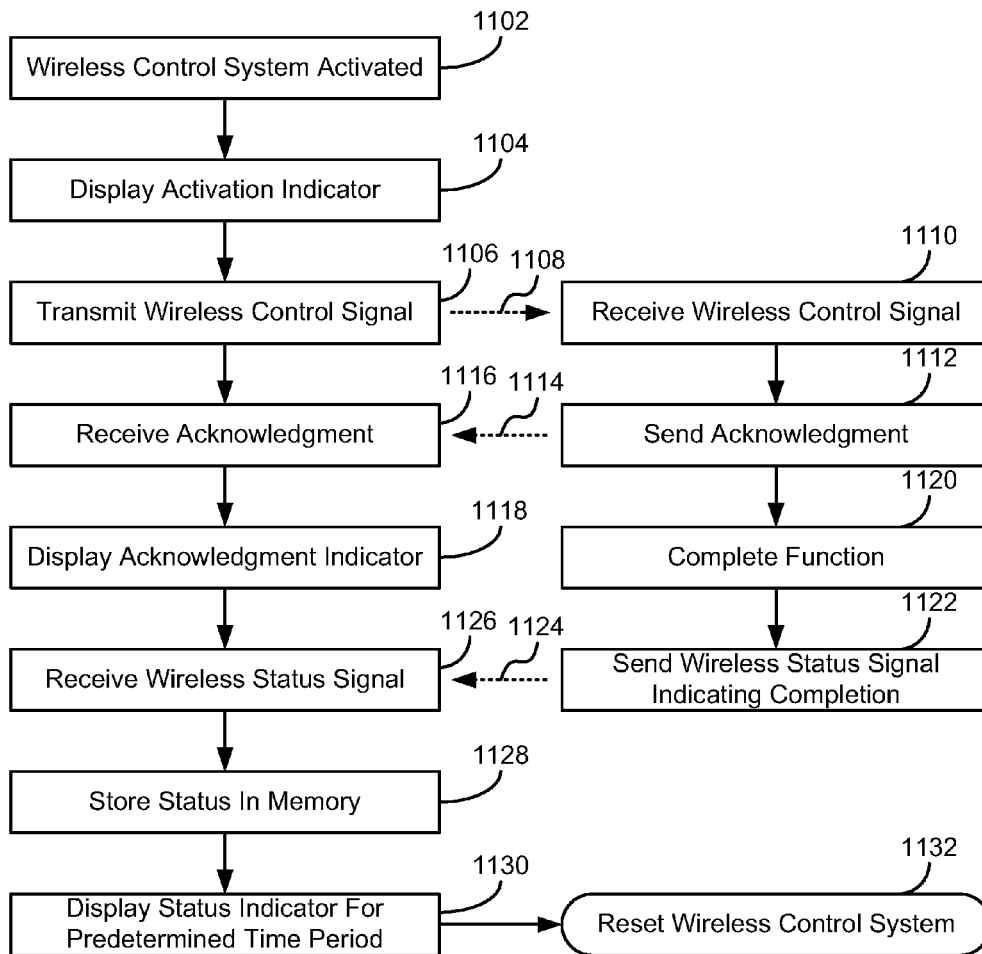 1102
Wireless Control System Activated
1104
Display Activation Indicator
1106
1108
1110
Transmit Wireless Control Signal
Receive Wireless Control Signal
1116
1114
1112
Receive Acknowledgment
Send Acknowledgment
1118
1120
Display Acknowledgment Indicator
Complete Function
1126
1124
1122
Receive Wireless Status Signal
Send Wireless Status Signal
Indicating Completion
1128
Store Status In Memory
1130
1132
Display Status Indicator For
Predetermined Time Period
Reset Wireless Control System